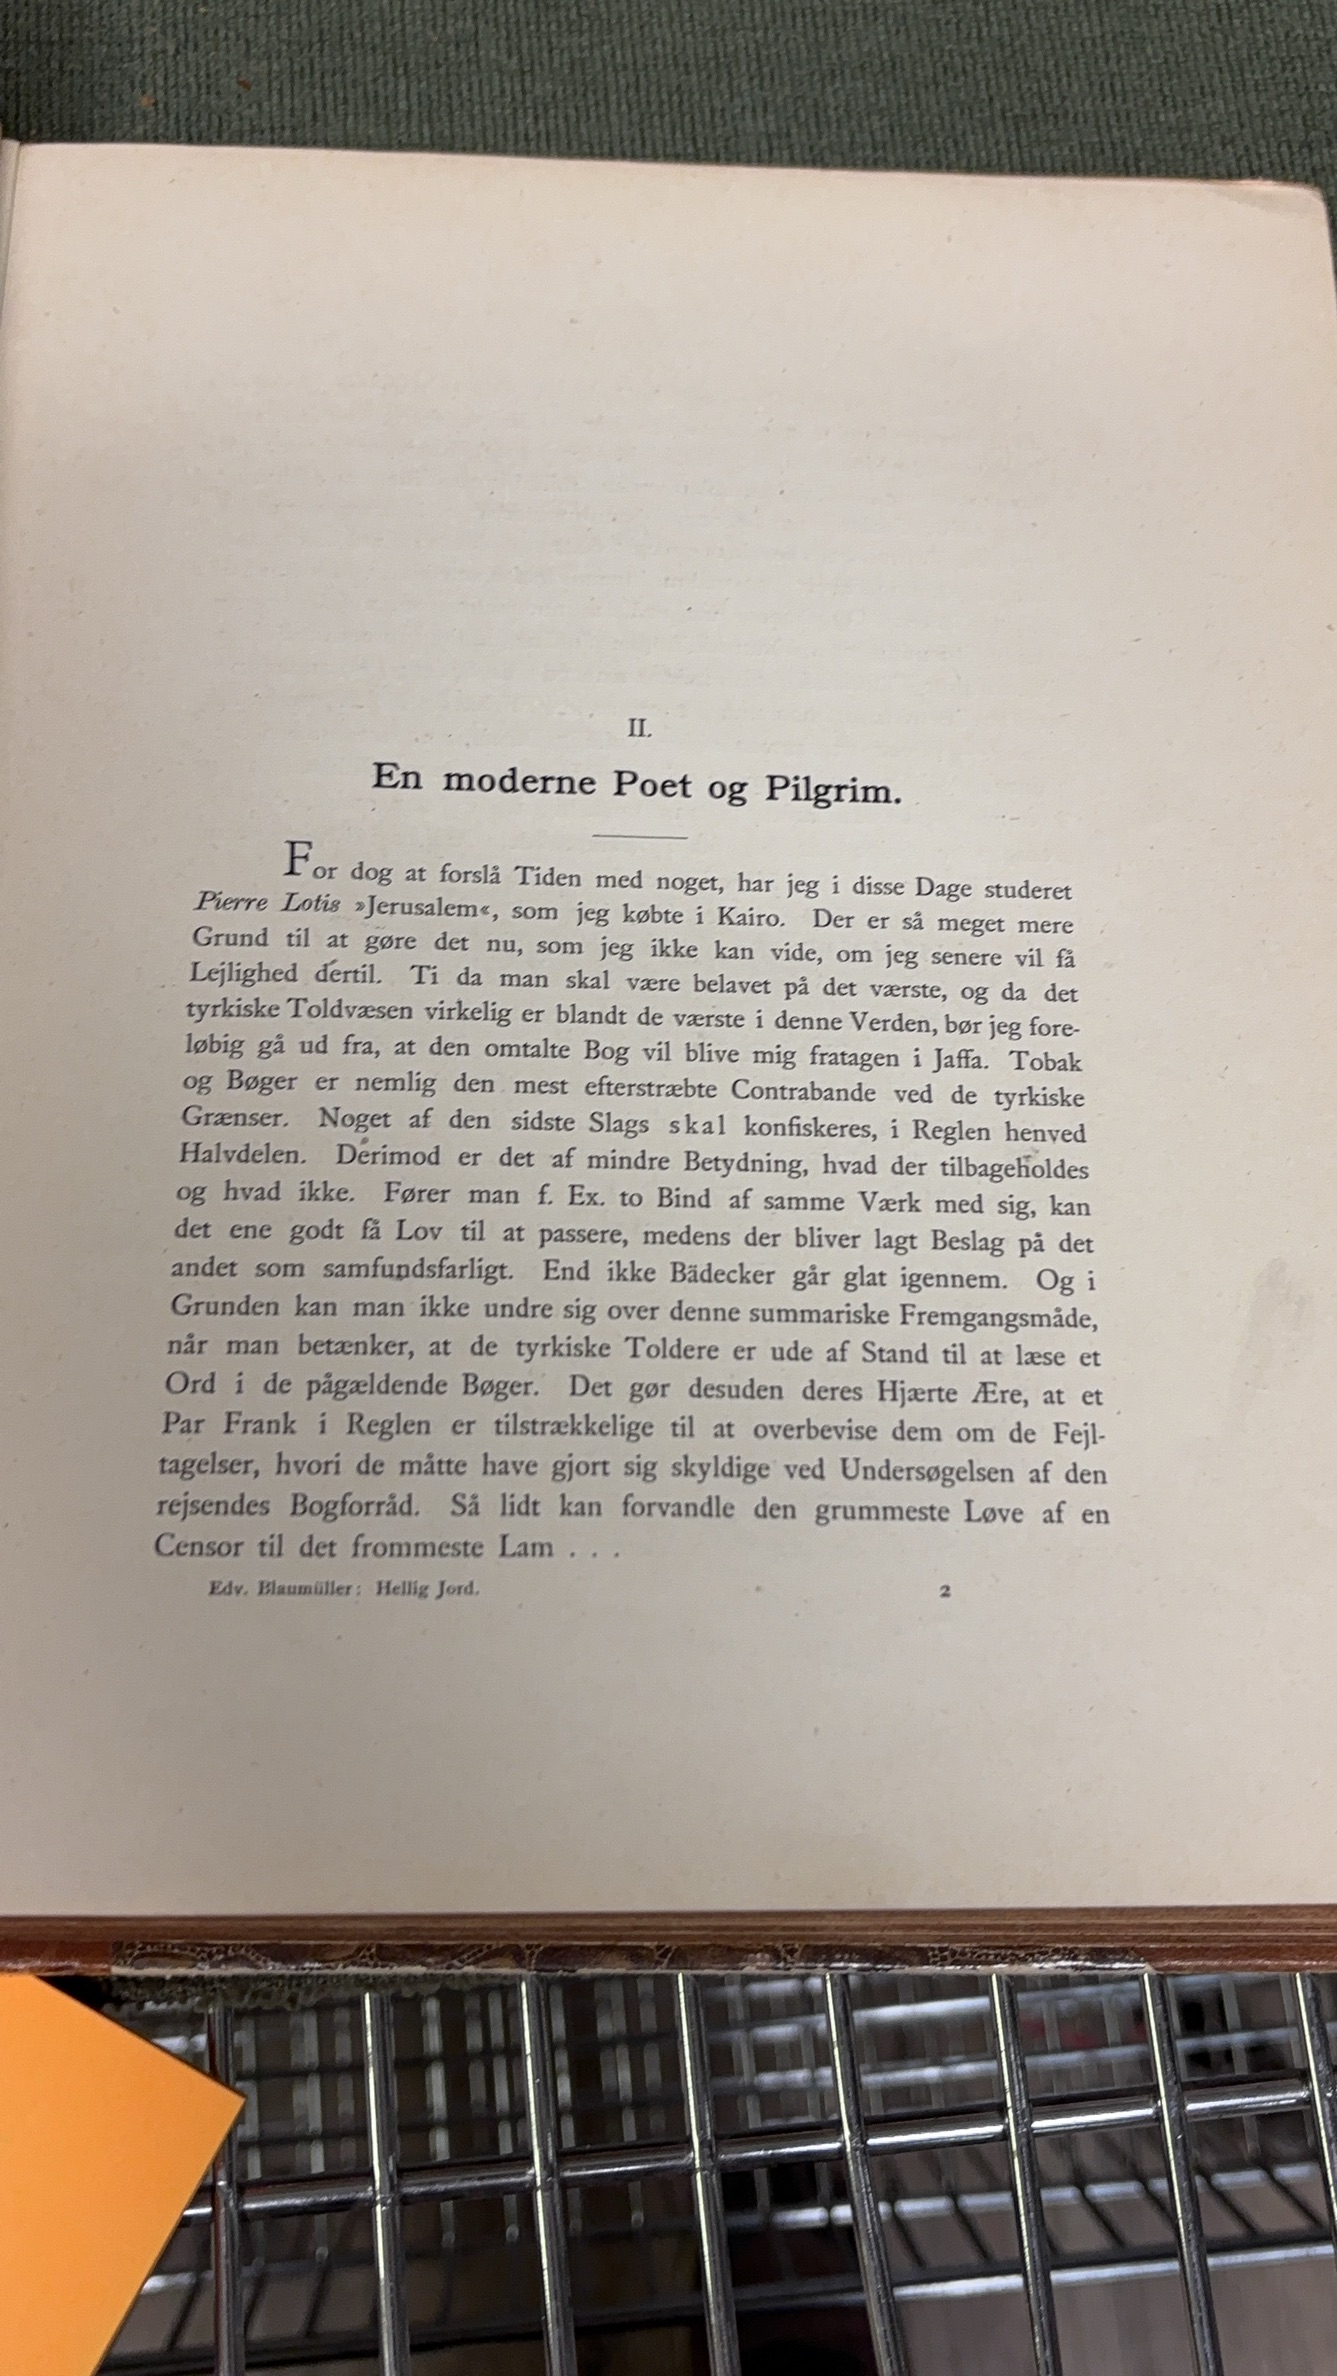 II.
En moderne Poet og Pilgrim.
For dog at forslå Tiden med noget, har jeg i disse Dage studeret
Pierre Lotis »Jerusalem«, som jeg købte i Kairo. Der er så meget mere
Grund til at gøre det nu, som jeg ikke kan vide, om jeg senere vil få
Lejlighed dertil. Ti da man skal være belavet på det værste, og da det
tyrkiske Toldvæsen virkelig er blandt de værste i denne Verden, bør jeg fore-
løbig gå ud fra, at den omtalte Bog vil blive mig fratagen i Jaffa. Tobak
og Bøger er nemlig den mest efterstræbte Contrabande ved de tyrkiske
Grænser. Noget af den sidste Slags skal konfiskeres, i Reglen henved
Halvdelen. Derimod er det af mindre Betydning, hvad der tilbageholdes
og hvad ikke. Fører man f. Ex. to Bind af samme Værk med sig, kan
det ene godt få Lov til at passere, medens der bliver lagt Beslag på det
andet som samfundsfarligt. End ikke Bädecker går glat igennem. Og i
Grunden kan man ikke undre sig over denne summariske Fremgangsmåde,
når man betænker, at de tyrkiske Toldere er ude af Stand til at læse et
Ord i de pågældende Bøger. Det gør desuden deres Hjærte Ære, at et
Par Frank i Reglen er tilstrækkelige til at overbevise dem om de Fejl-
tagelser, hvori de måtte have gjort sig skyldige ved Undersøgelsen af den
rejsendes Bogforråd. Så lidt kan forvandle den grummeste Løve af en
Censor til det frommeste Lam . . .
Edv. Blaumüller: Hellig Jord. 2